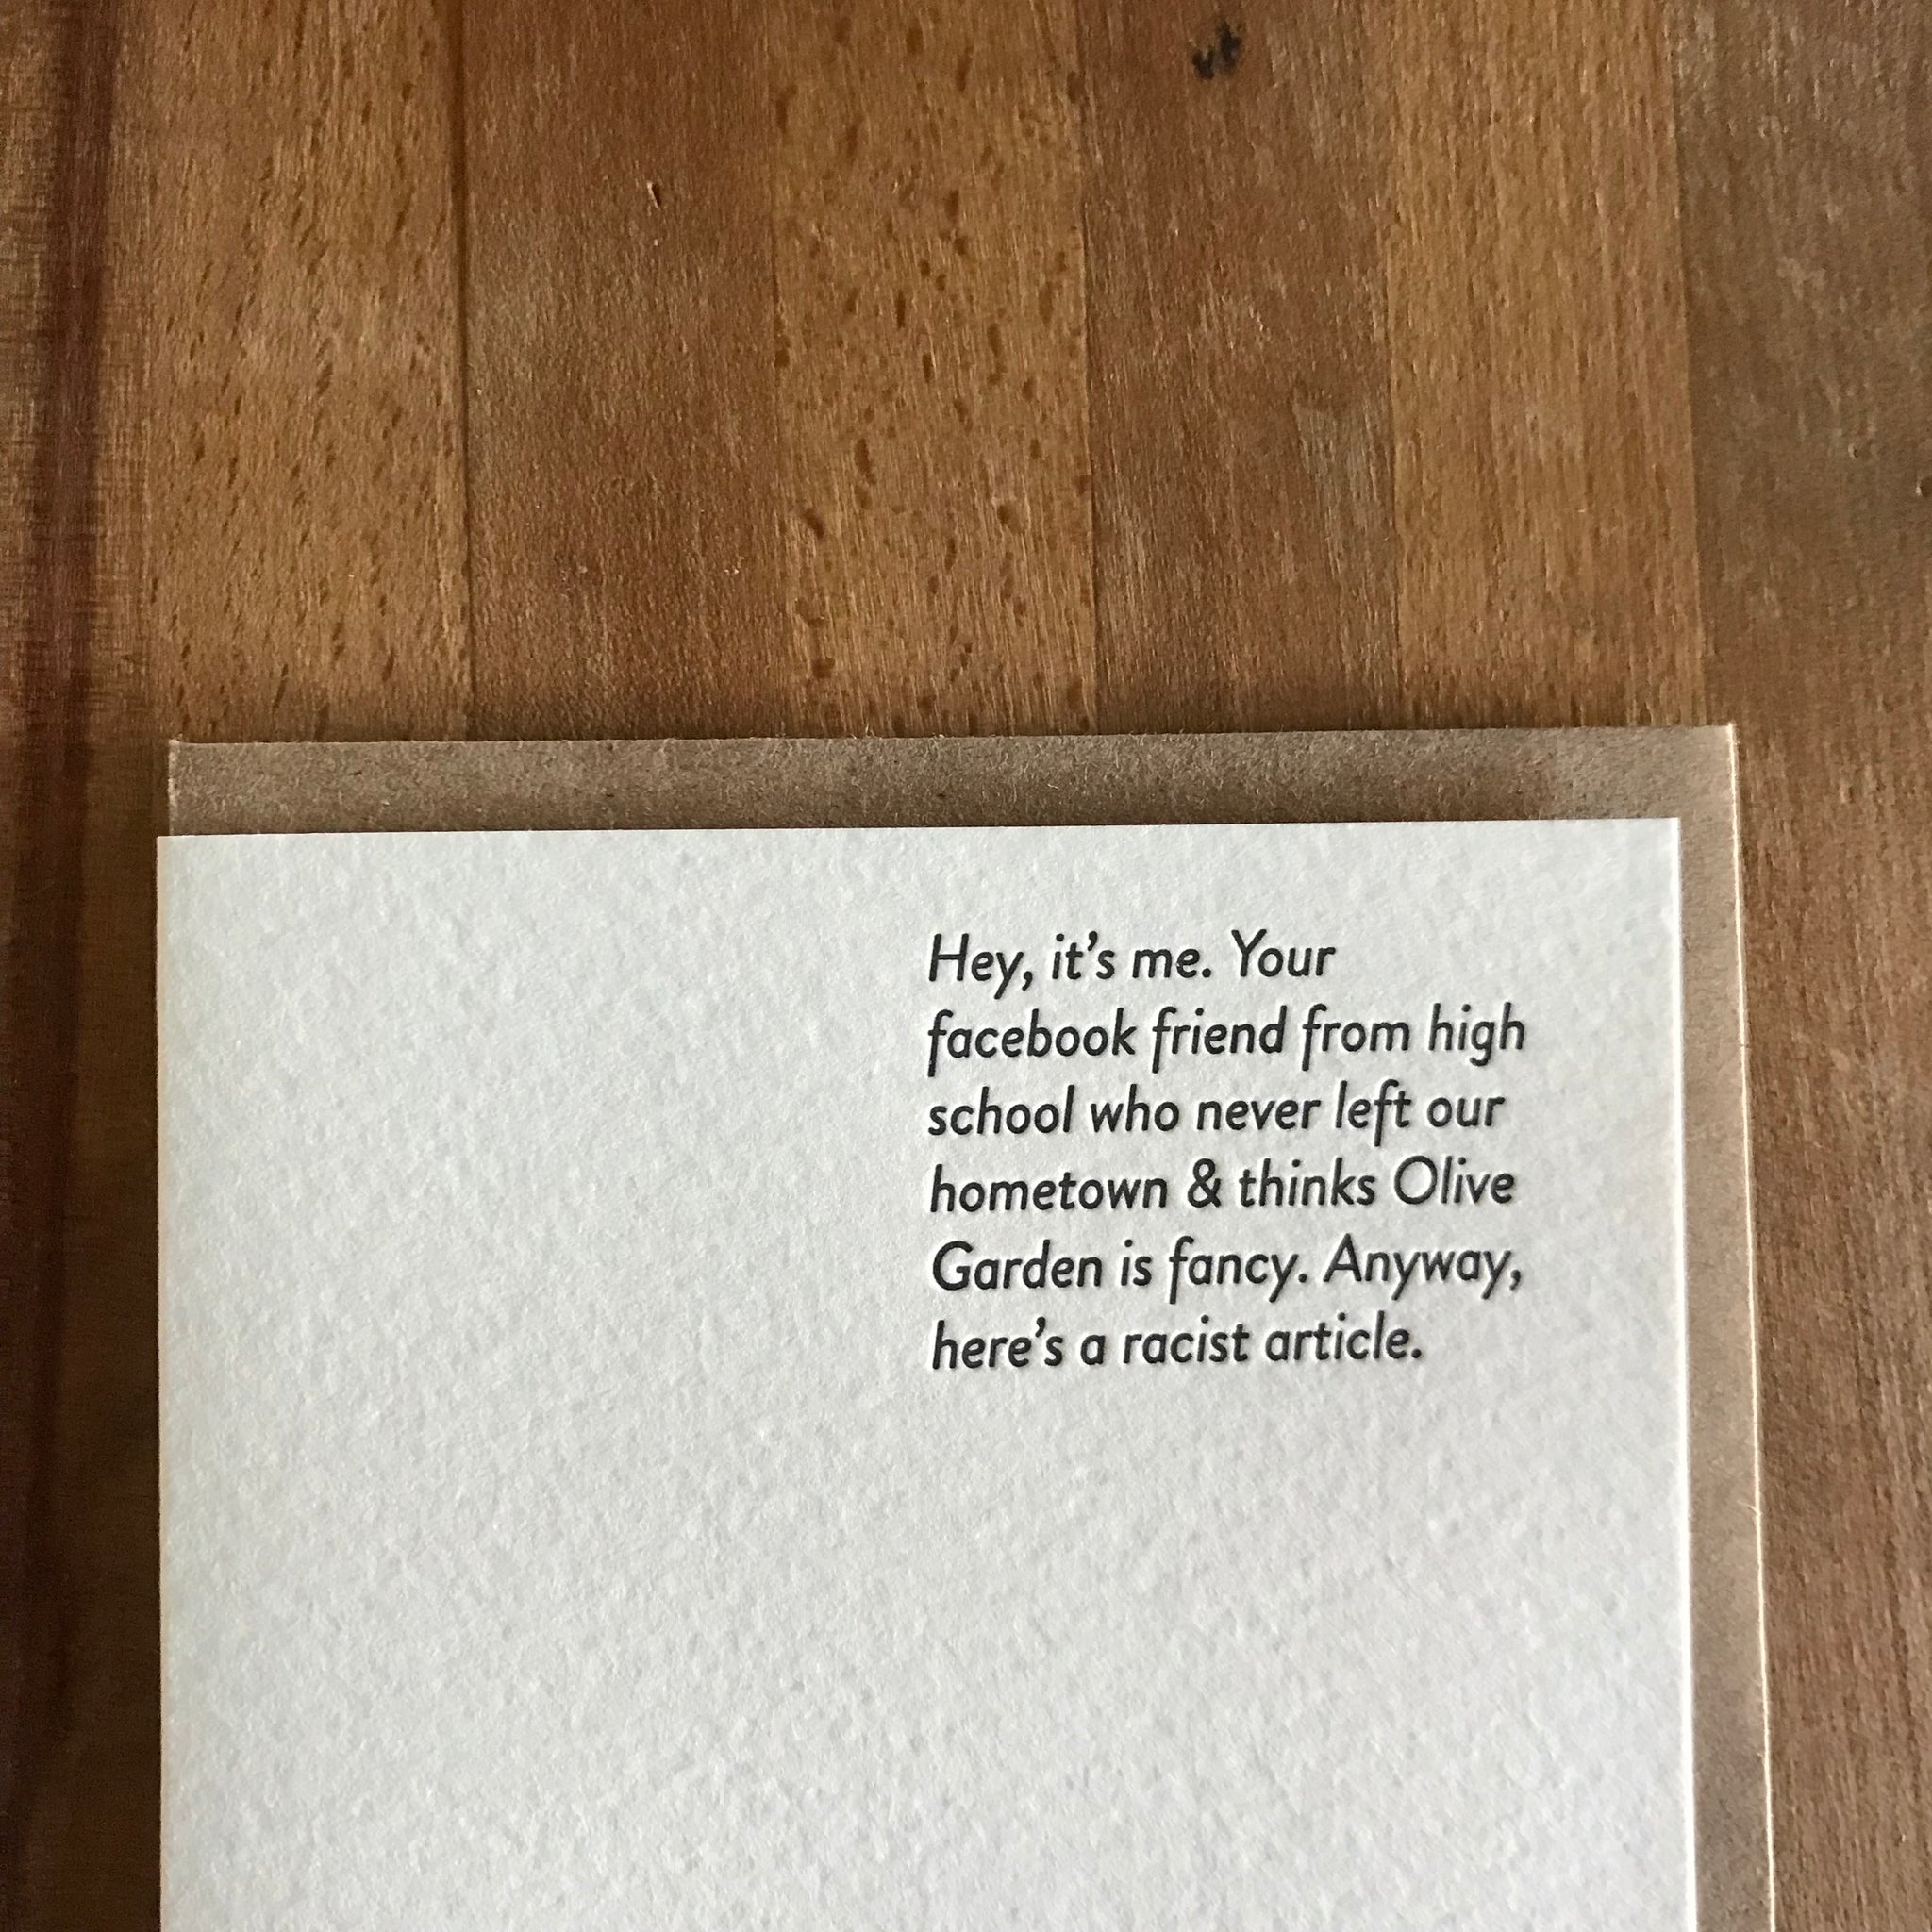 Hey, it's me. Your
facebook friend from high
school who never left our
hometown & thinks Olive
Garden is fancy. Anyway,
here's a racist article.